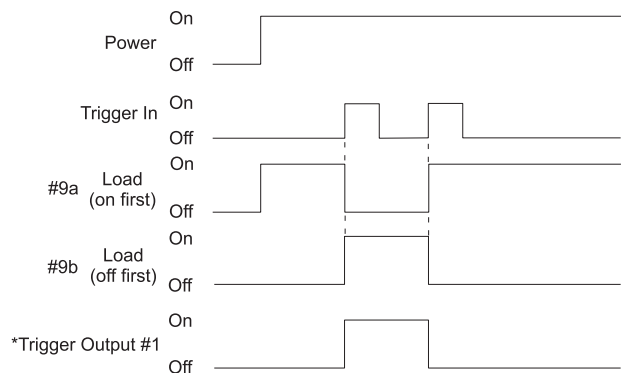 On
Power
Off
On
Trigger In
Off
On
#9a Load
(on first)
Off
On
#9b Load
(off first)
Off
On
*Trigger Output #1
Off